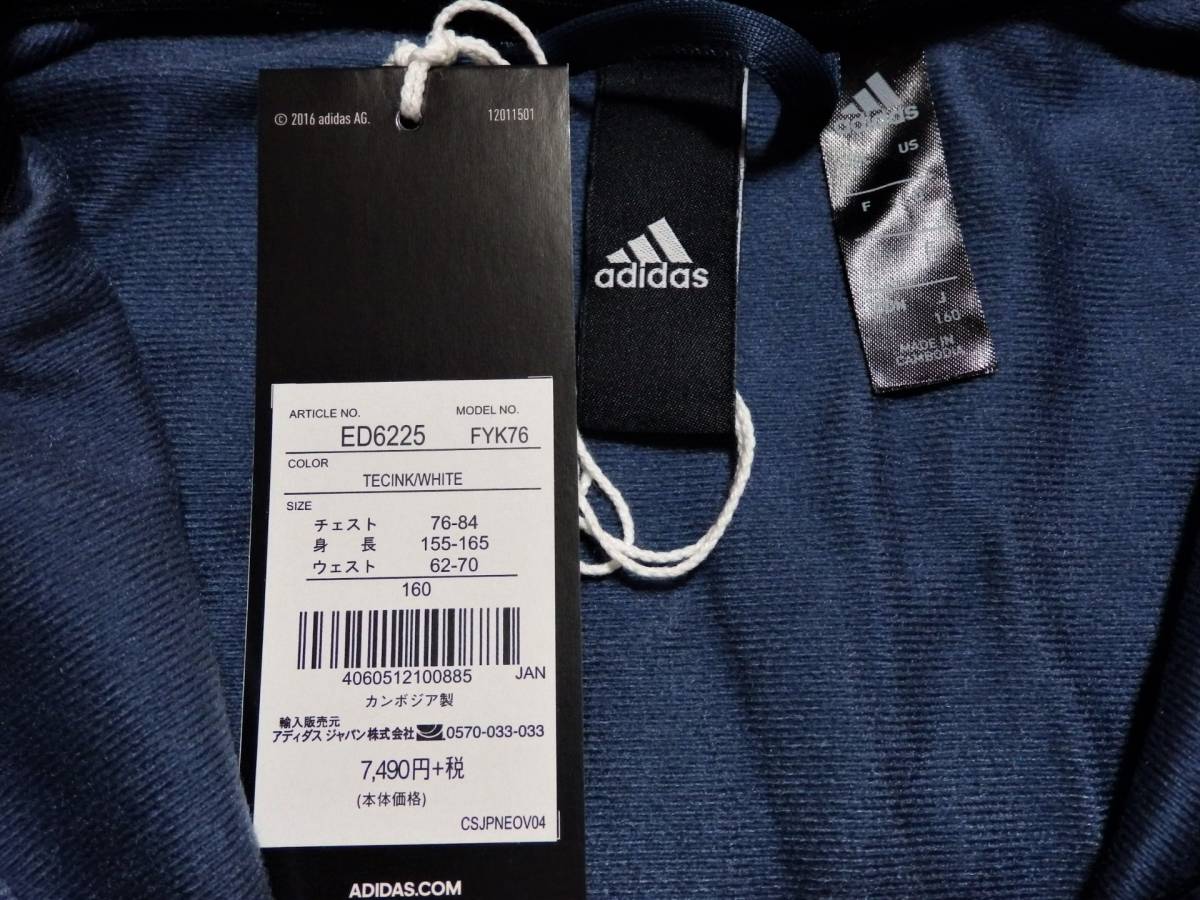 © 2016 adidas AG. 12011501
ARTICLE NO. MODEL NO.
ED6225 FYK76
COLOR
TECINK/WHITE
SIZE
チェスト 76-84
身 長 155-165
ウェスト 62-70
160
4060512100885 JAN
カンボジア製
輸入販売元
アディダス ジャパン株式会社 0570-033-033
7,490円+税
(本体価格)
CSJPNEOV04
ADIDAS.COM
adidas
adidas
US
F
J
160
MADE IN
CAMBODIA